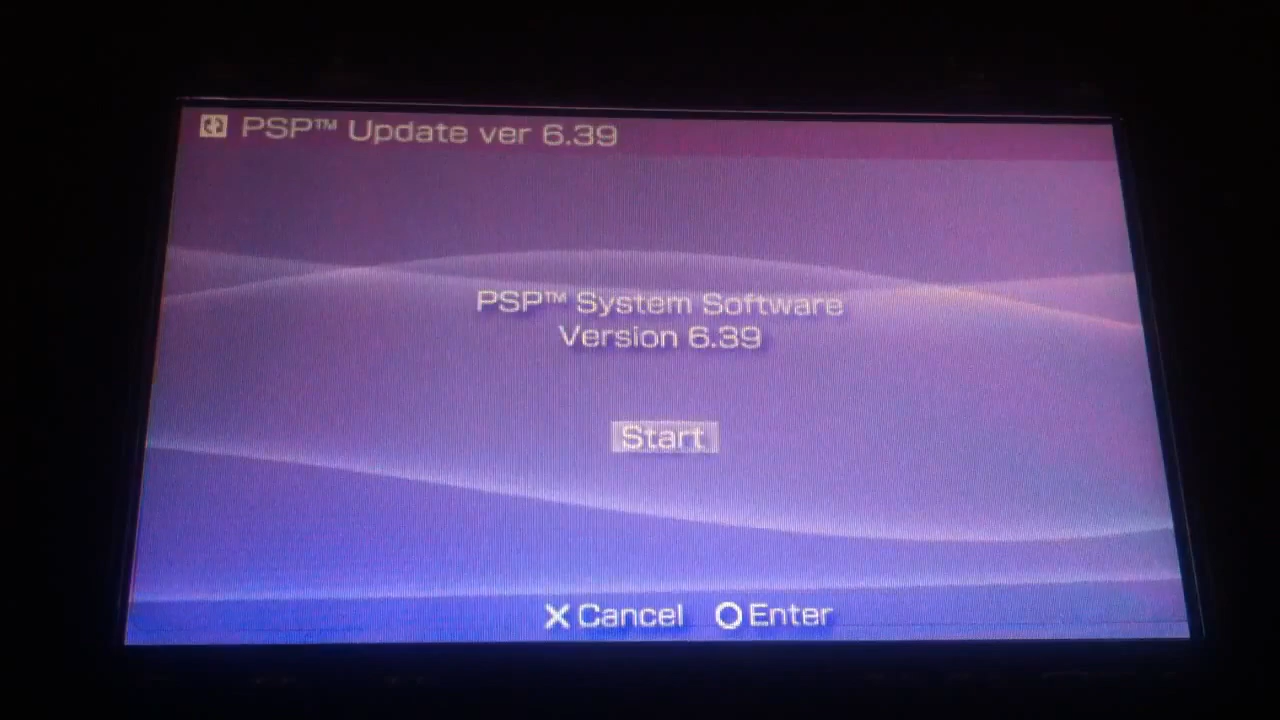 PSP™ Update ver 6.39
PSP™ System Software
Version 6.39
Start
X Cancel O Enter